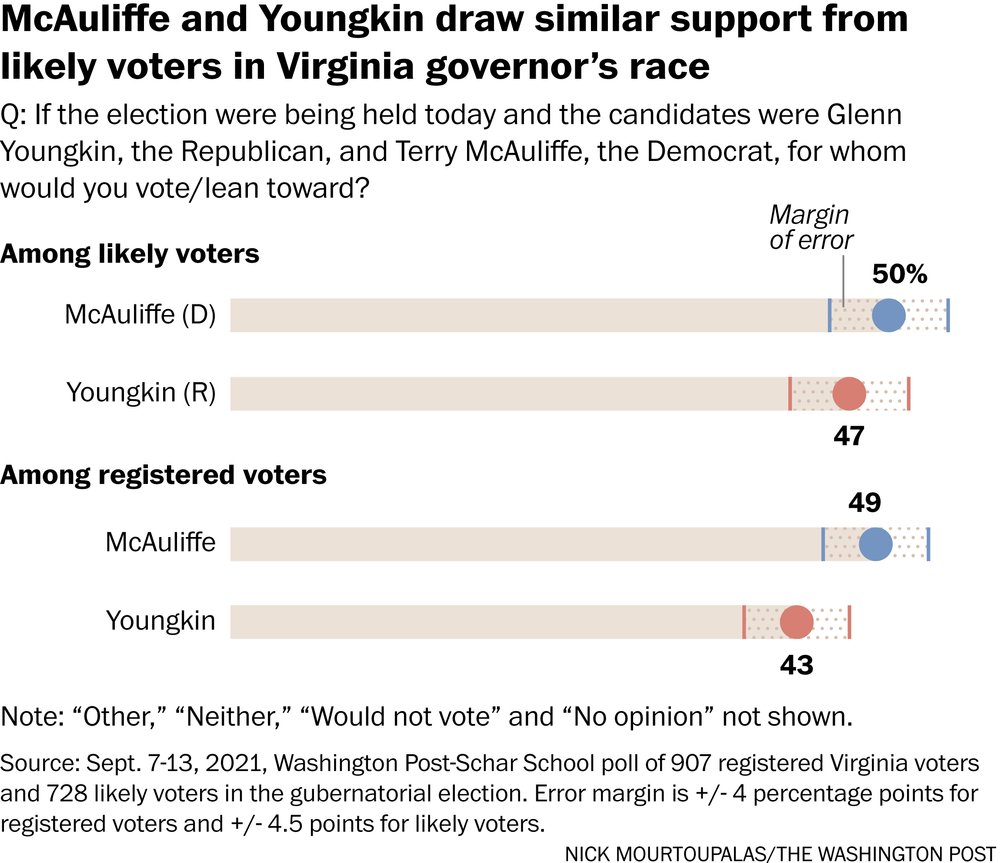 McAuliffe and Youngkin draw similar support from
likely voters in Virginia governor’s race
Q: If the election were being held today and the candidates were Glenn
Youngkin, the Republican, and Terry McAuliffe, the Democrat, for whom
would you vote/lean toward?
Margin
of error
Among likely voters
50%
McAuliffe (D)
Youngkin (R)
47
Among registered voters
49
McAuliffe
Youngkin
43
Note: “Other,” “Neither,” “Would not vote” and “No opinion” not shown.
Source: Sept. 7-13, 2021, Washington Post-Schar School poll of 907 registered Virginia voters
and 728 likely voters in the gubernatorial election. Error margin is +/- 4 percentage points for
registered voters and +/- 4.5 points for likely voters.
NICK MOURTOUPALAS/THE WASHINGTON POST